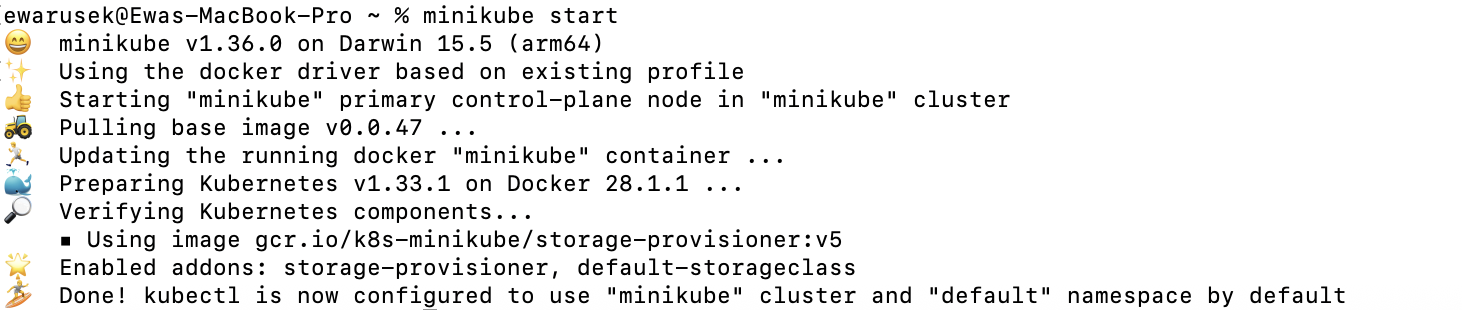 ewarusek@Ewas-MacBook-Pro ~ % minikube start
😄 minikube v1.36.0 on Darwin 15.5 (arm64)
✨ Using the docker driver based on existing profile
👍 Starting "minikube" primary control-plane node in "minikube" cluster
🚜 Pulling base image v0.0.47 ...
🏃 Updating the running docker "minikube" container ...
🐳 Preparing Kubernetes v1.33.1 on Docker 28.1.1 ...
🔎 Verifying Kubernetes components...
▪ Using image gcr.io/k8s-minikube/storage-provisioner:v5
🌟 Enabled addons: storage-provisioner, default-storageclass
🏄 Done! kubectl is now configured to use "minikube" cluster and "default" namespace by default